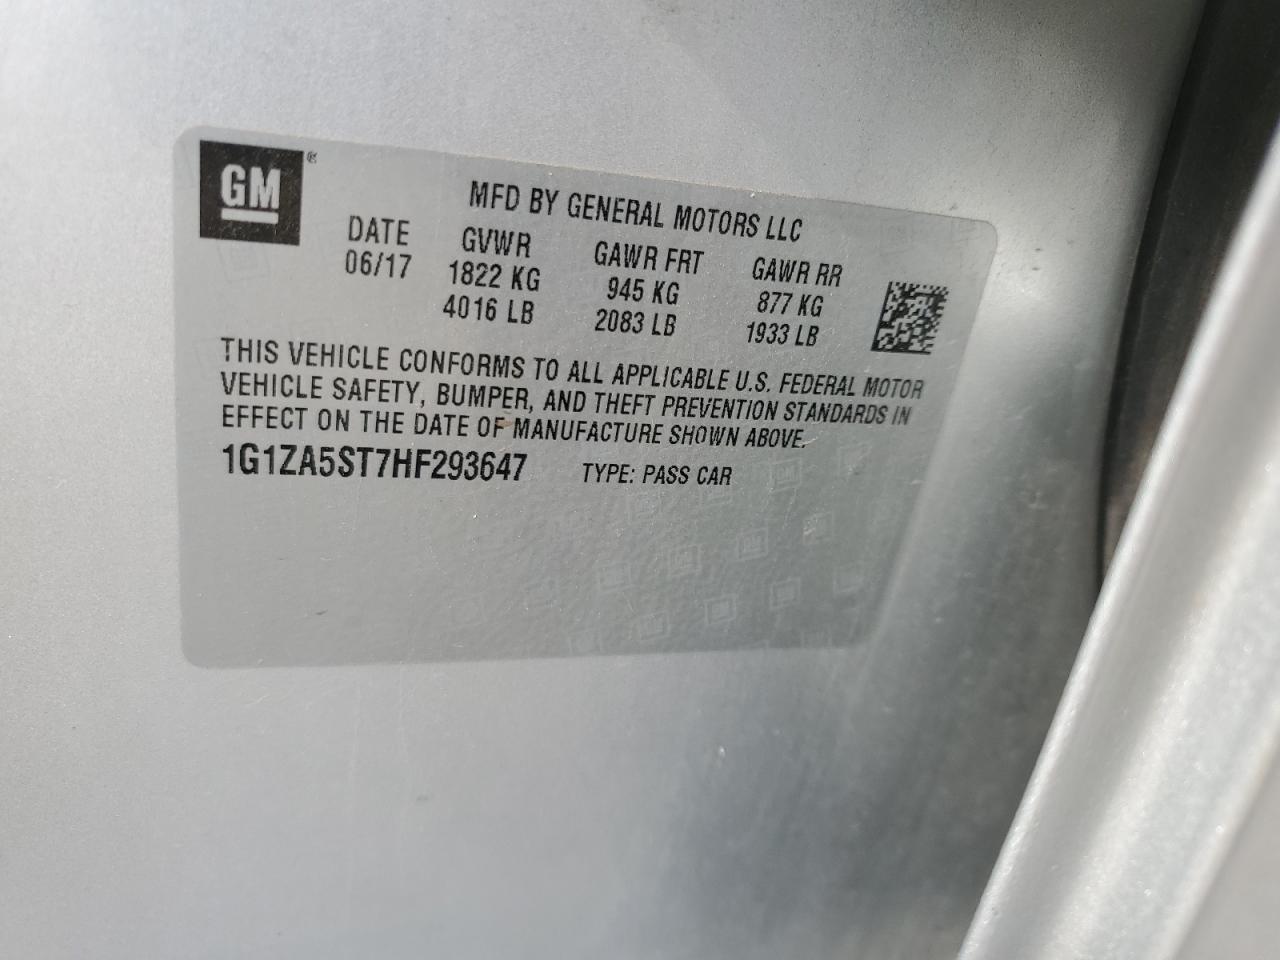 GM®
MFD BY GENERAL MOTORS LLC
DATE GVWR GAWR FRT GAWR RR
06/17 1822 KG 945 KG 877 KG
4016 LB 2083 LB 1933 LB
THIS VEHICLE CONFORMS TO ALL APPLICABLE U.S. FEDERAL MOTOR
VEHICLE SAFETY, BUMPER, AND THEFT PREVENTION STANDARDS IN
EFFECT ON THE DATE OF MANUFACTURE SHOWN ABOVE.
1G1ZA5ST7HF293647 TYPE: PASS CAR